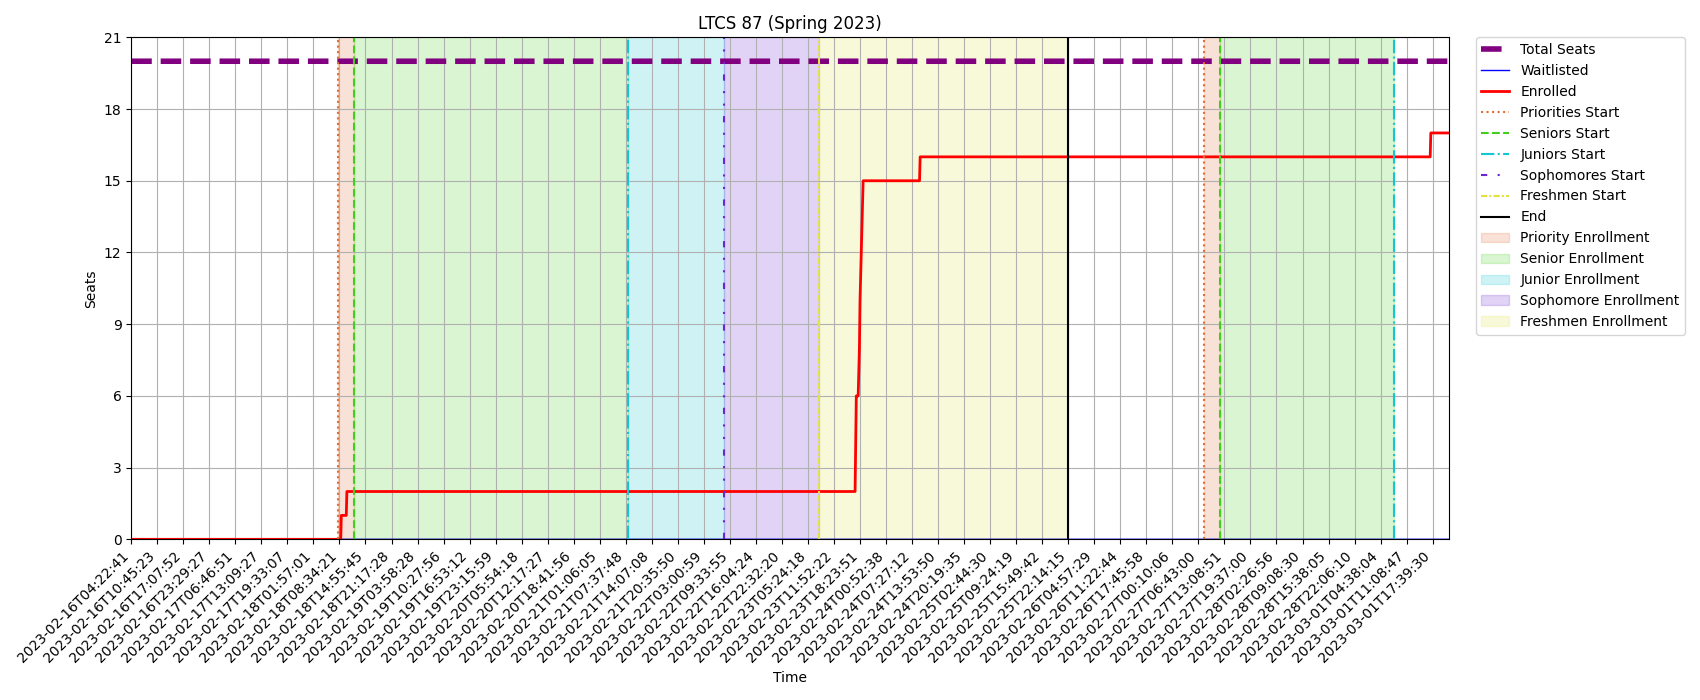 LTCS 87 (Spring 2023)
21
18
15
12
9
6
3
0
Seats
2023-02-16T04:22:41
2023-02-16T10:45:23
2023-02-16T17:07:52
2023-02-16T23:29:27
2023-02-17T06:46:51
2023-02-17T13:09:27
2023-02-17T19:33:07
2023-02-18T01:57:01
2023-02-18T08:34:21
2023-02-18T14:55:45
2023-02-18T21:17:28
2023-02-19T03:58:28
2023-02-19T10:27:56
2023-02-19T16:53:12
2023-02-19T23:15:59
2023-02-20T05:54:18
2023-02-20T12:17:27
2023-02-20T18:41:56
2023-02-21T01:06:05
2023-02-21T07:37:48
2023-02-21T14:07:08
2023-02-21T20:35:50
2023-02-22T03:00:59
2023-02-22T09:33:55
2023-02-22T16:04:24
2023-02-22T22:32:20
2023-02-23T05:24:18
2023-02-23T11:52:22
2023-02-23T18:23:51
2023-02-24T00:52:38
2023-02-24T07:27:12
2023-02-24T13:53:50
2023-02-24T20:19:35
2023-02-25T02:44:30
2023-02-25T09:24:19
2023-02-25T15:49:42
2023-02-25T22:14:15
2023-02-26T04:57:29
2023-02-26T11:22:44
2023-02-26T17:45:58
2023-02-27T00:10:06
2023-02-27T06:43:00
2023-02-27T13:08:51
2023-02-27T19:37:00
2023-02-28T02:26:56
2023-02-28T09:08:30
2023-02-28T15:38:05
2023-02-28T22:06:10
2023-03-01T04:38:04
2023-03-01T11:08:47
2023-03-01T17:39:30
Time
Total Seats
Waitlisted
Enrolled
Priorities Start
Seniors Start
Juniors Start
Sophomores Start
Freshmen Start
End
Priority Enrollment
Senior Enrollment
Junior Enrollment
Sophomore Enrollment
Freshmen Enrollment